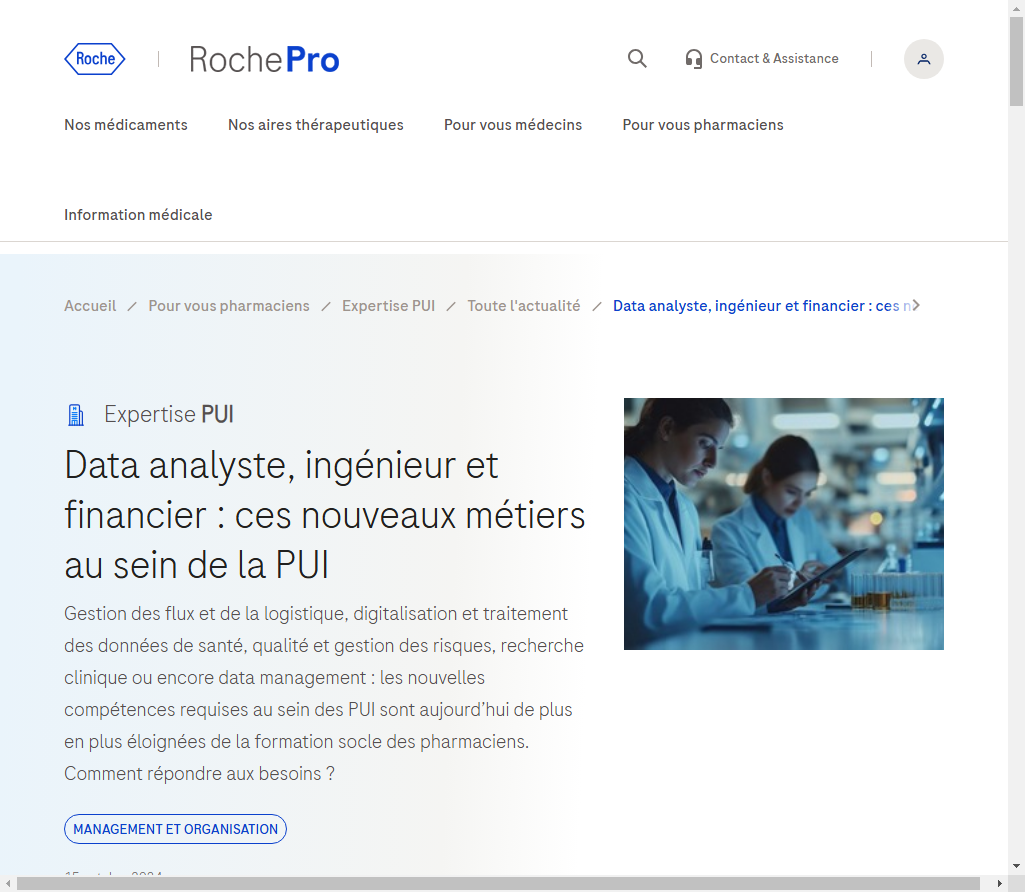 Roche
RochePro
Contact & Assistance
Nos médicaments
Nos aires thérapeutiques
Pour vous médecins
Pour vous pharmaciens
Information médicale
Accueil / Pour vous pharmaciens / Expertise PUI / Toute l'actualité / Data analyste, ingénieur et financier : ces n
Expertise PUI
Data analyste, ingénieur et
financier : ces nouveaux métiers
au sein de la PUI
Gestion des flux et de la logistique, digitalisation et traitement
des données de santé, qualité et gestion des risques, recherche
clinique ou encore data management : les nouvelles
compétences requises au sein des PUI sont aujourd’hui de plus
en plus éloignées de la formation socle des pharmaciens.
Comment répondre aux besoins ?
MANAGEMENT ET ORGANISATION